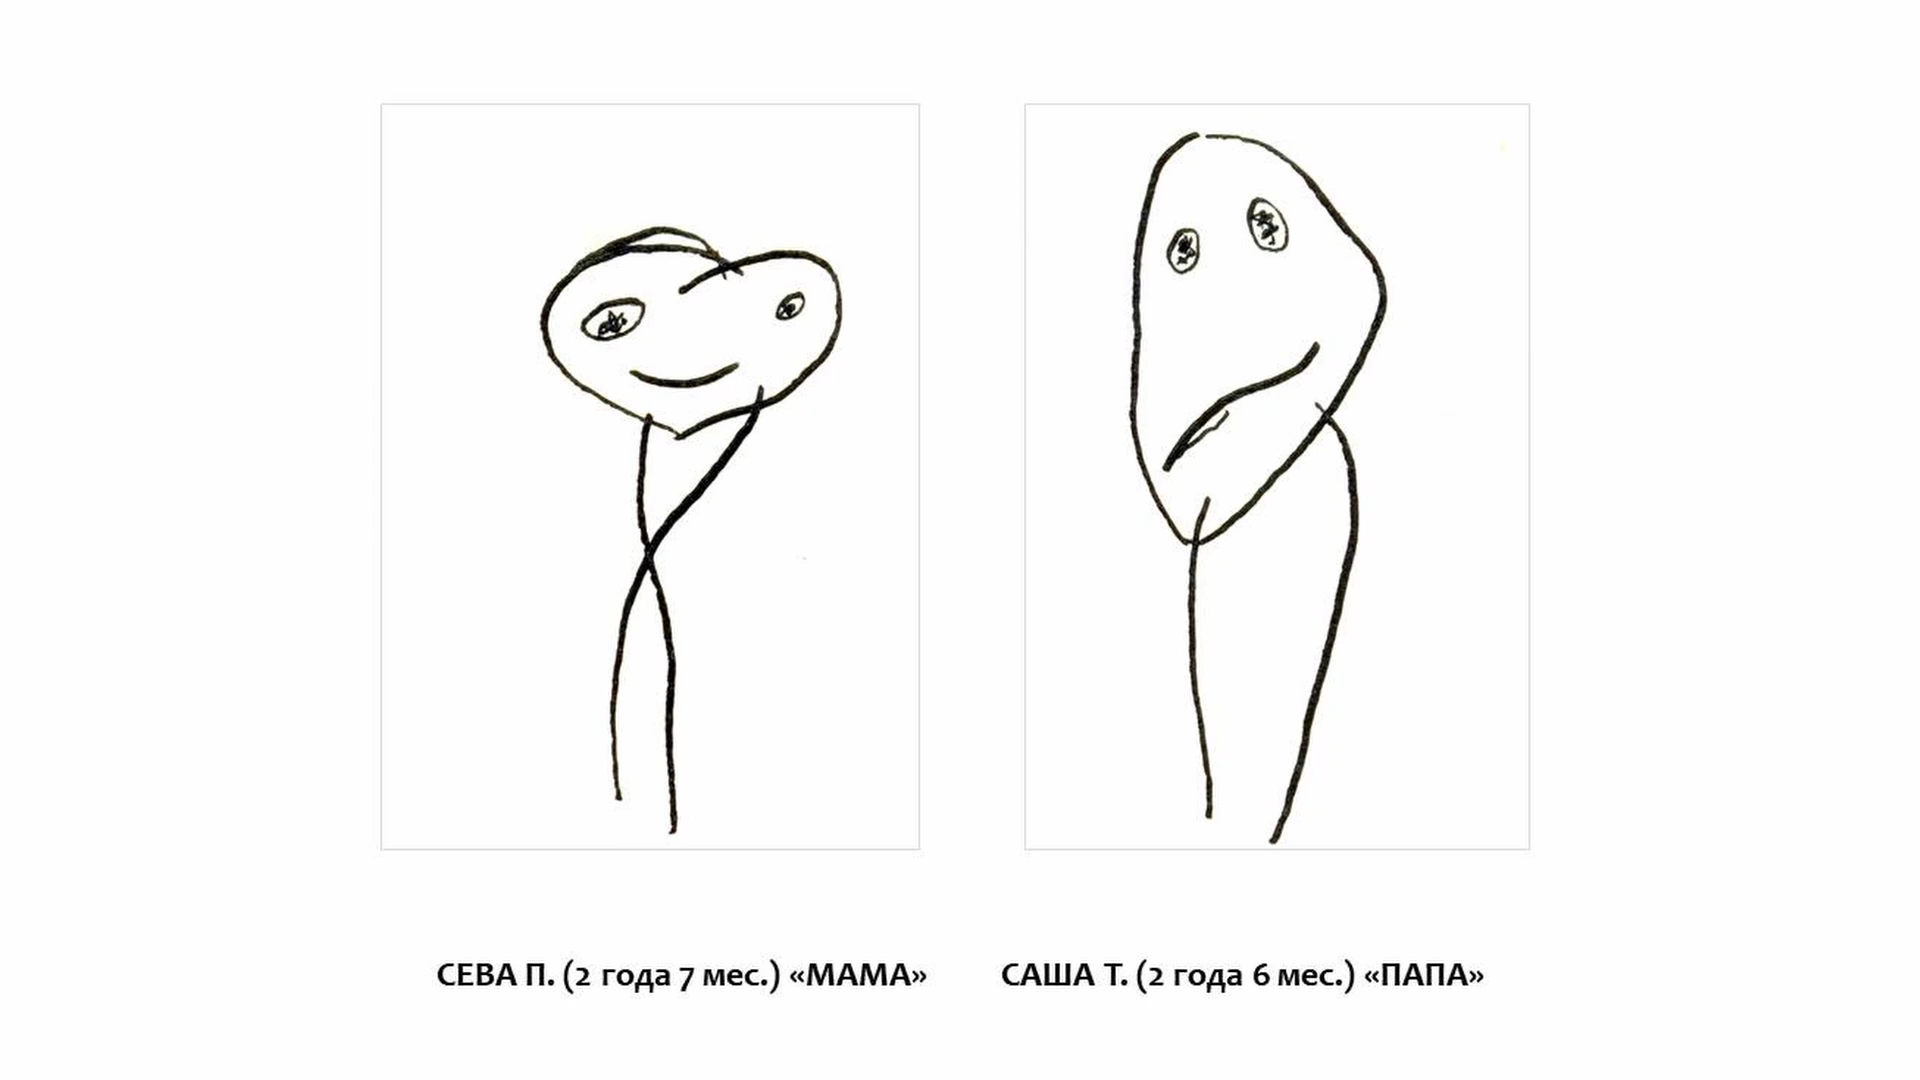 СЕВА П. (2 года 7 мес.) «МАМА»
САША Т. (2 года 6 мес.) «ПАПА»